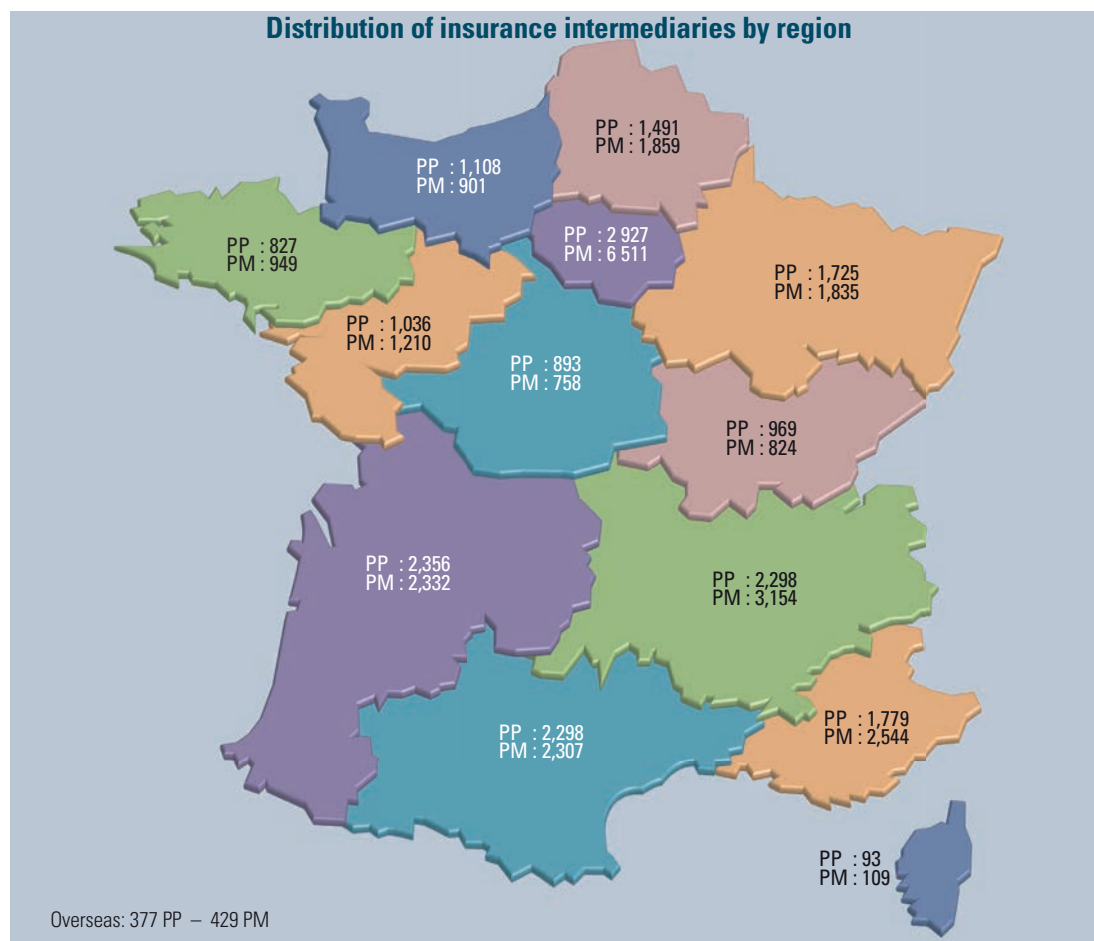 Distribution of insurance intermediaries by region
PP : 1,491
PM : 1,859
PP : 1,108
PM : 901
PP : 2 927
PM : 6 511
PP : 827
PM : 949
PP : 1,725
PM : 1,835
PP : 1,036
PM : 1,210
PP : 893
PM : 758
PP : 969
PM : 824
PP : 2,356
PM : 2,332
PP : 2,298
PM : 3,154
PP : 1,779
PM : 2,544
PP : 2,298
PM : 2,307
PP : 93
PM : 109
Overseas: 377 PP – 429 PM